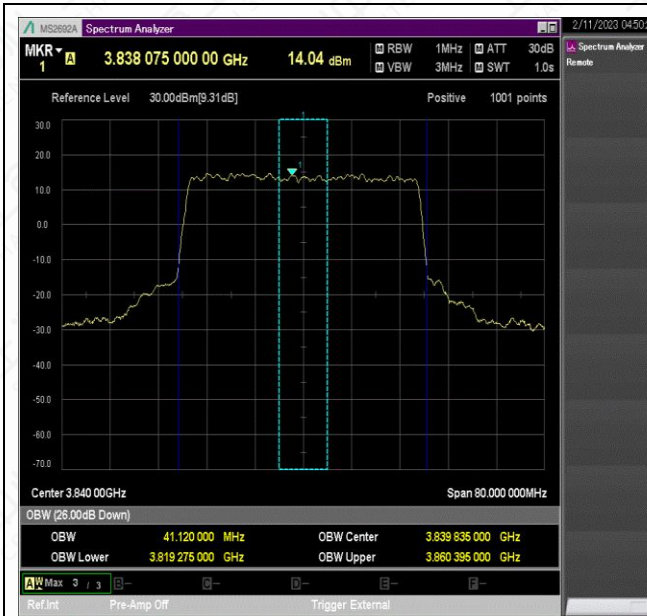 MS2692A Spectrum Analyzer
2/11/2023 04:50:
MKR 1 A 3.838 075 000 00 GHz 14.04 dBm
M RBW 1MHz M ATT 30dB
M VBW 3MHz M SWT 1.0s
Spectrum Analyzer
Remote
Reference Level 30.00dBm[9.31dB] Positive 1001 points
30.0
20.0
10.0
1
0.0
-10.0
-20.0
-30.0
-40.0
-50.0
-60.0
-70.0
Center 3.840 00GHz Span 80.000 000MHz
OBW (26.00dB Down)
OBW 41.120 000 MHz OBW Center 3.839 835 000 GHz
OBW Lower 3.819 275 000 GHz OBW Upper 3.860 395 000 GHz
A W Max 3 / 3 B- C- D- E- F-
Ref.Int Pre-Amp Off Trigger External